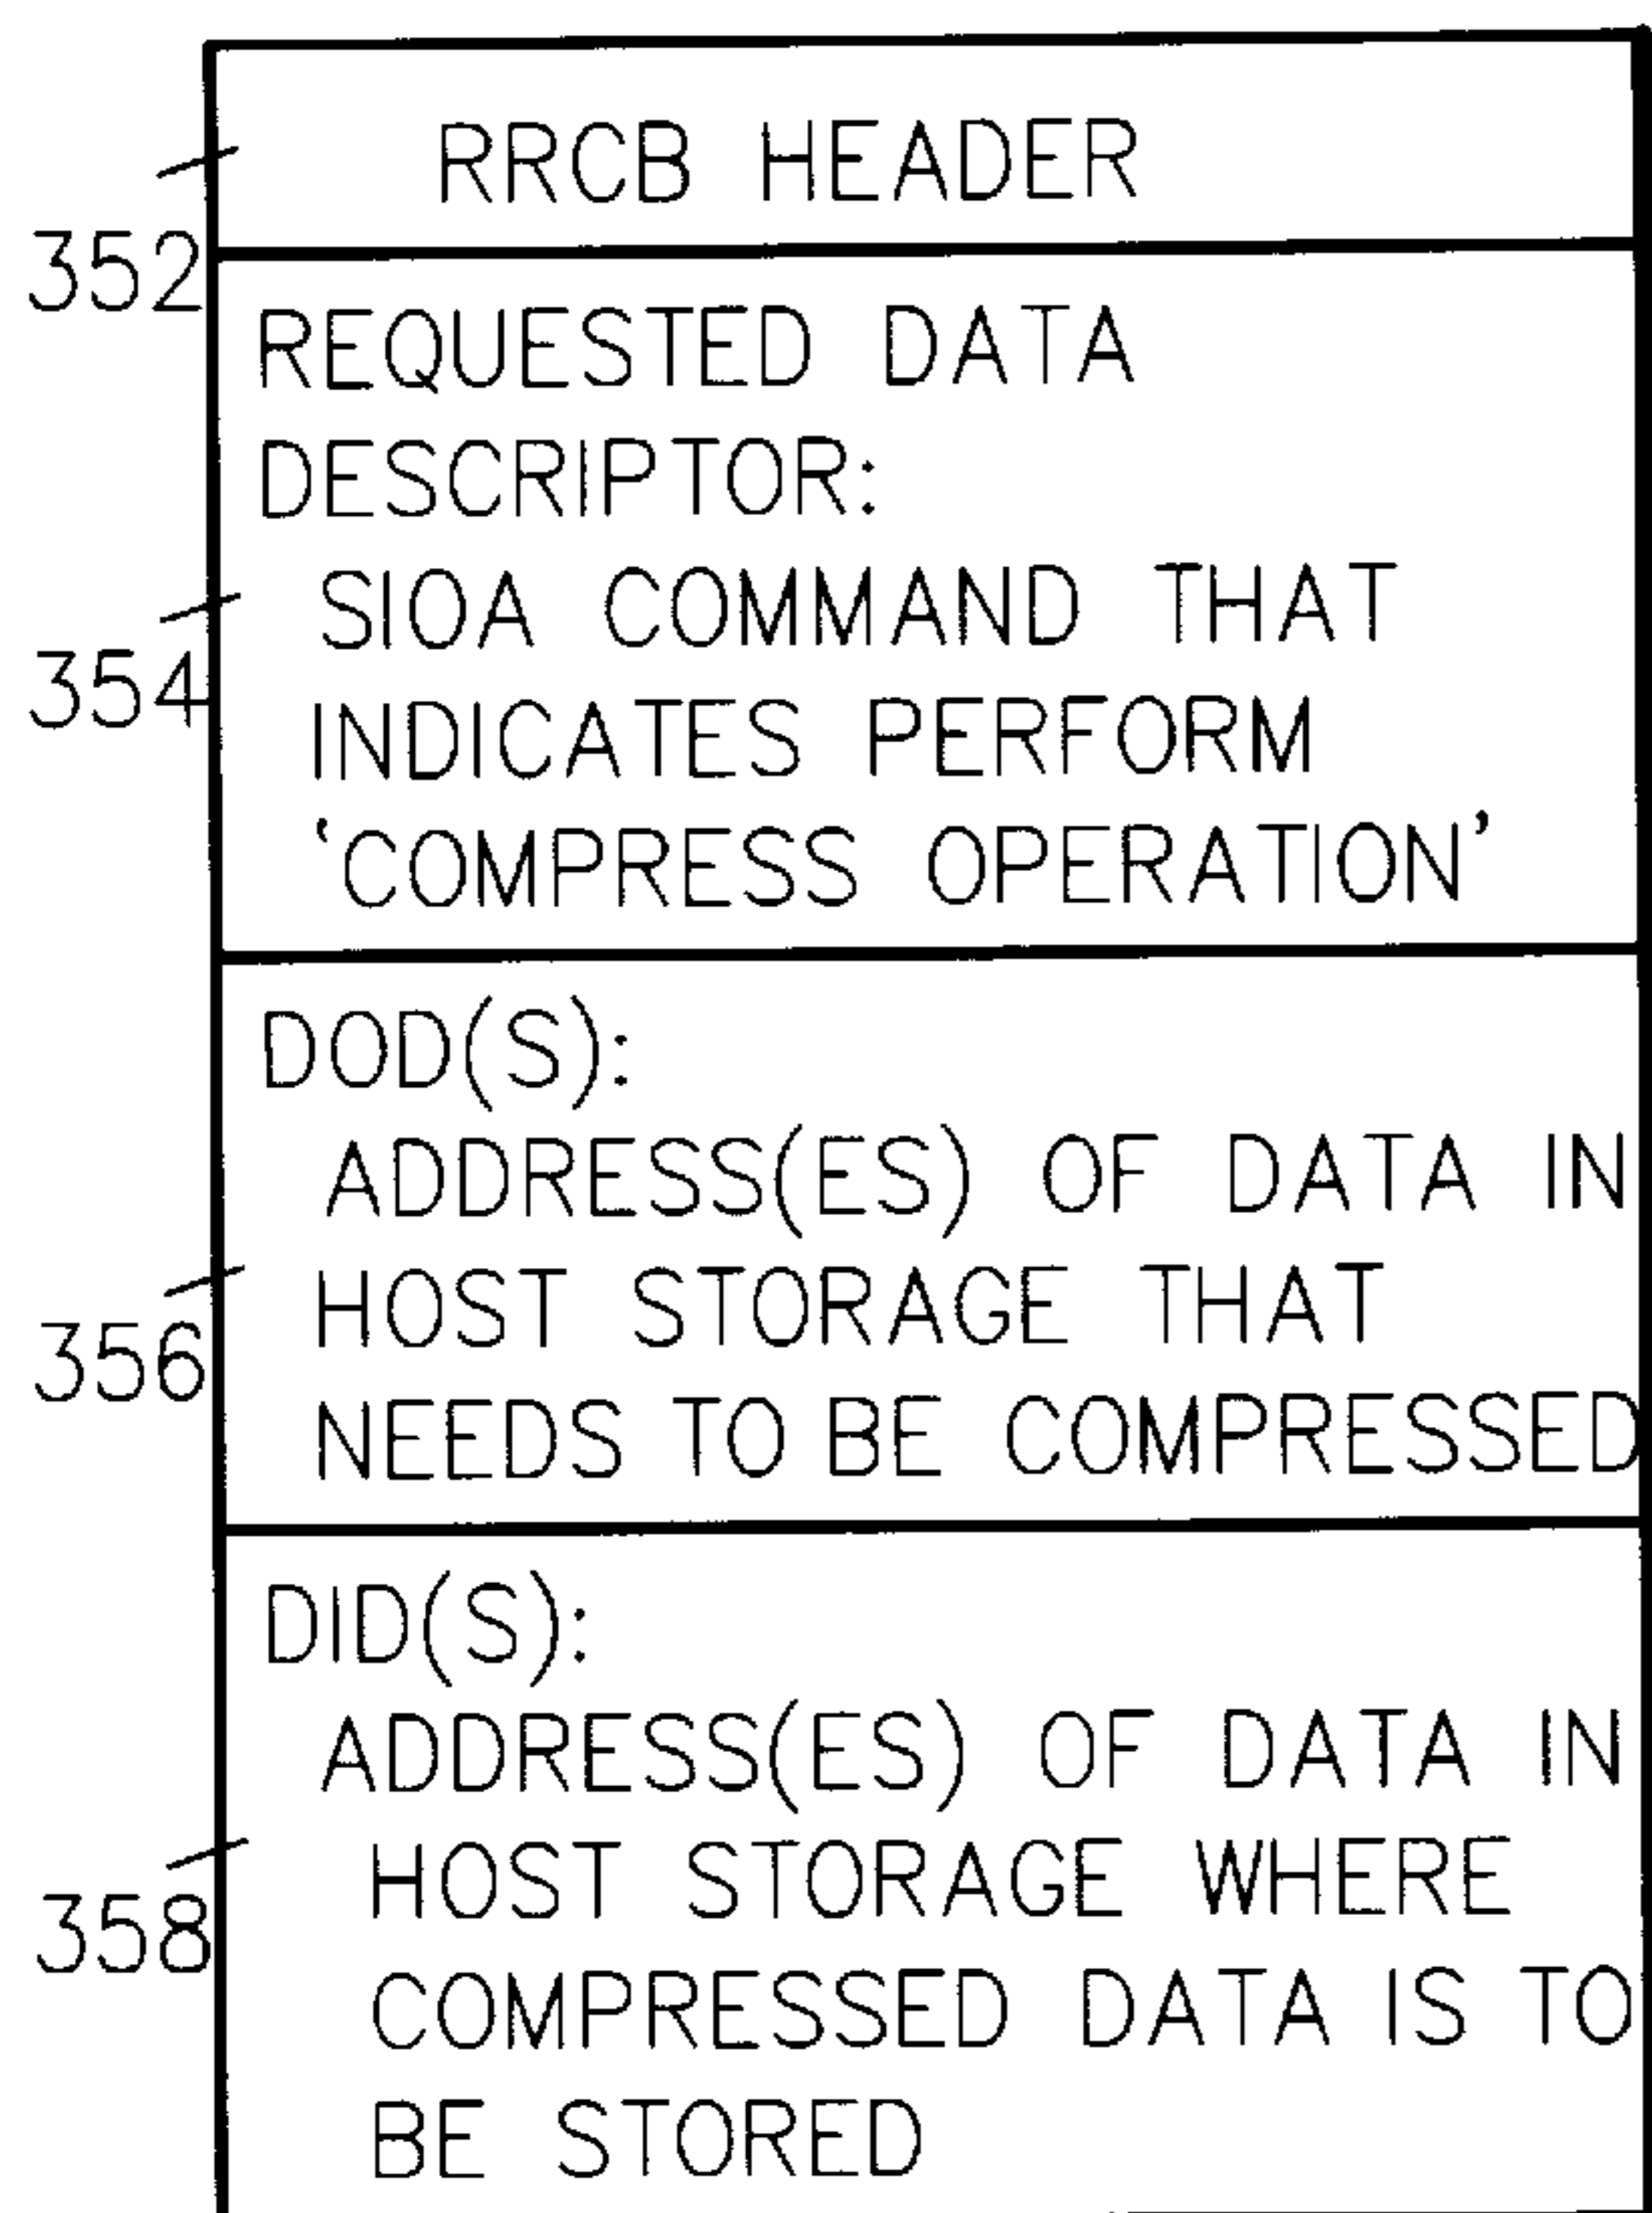 RRCB HEADER
352
REQUESTED DATA
DESCRIPTOR:
SIOA COMMAND THAT
354
INDICATES PERFORM
'COMPRESS OPERATION'
DOD(S):
ADDRESS(ES) OF DATA IN
HOST STORAGE THAT
356
NEEDS TO BE COMPRESSED
DID(S):
ADDRESS(ES) OF DATA IN
HOST STORAGE WHERE
358
COMPRESSED DATA IS TO
BE STORED